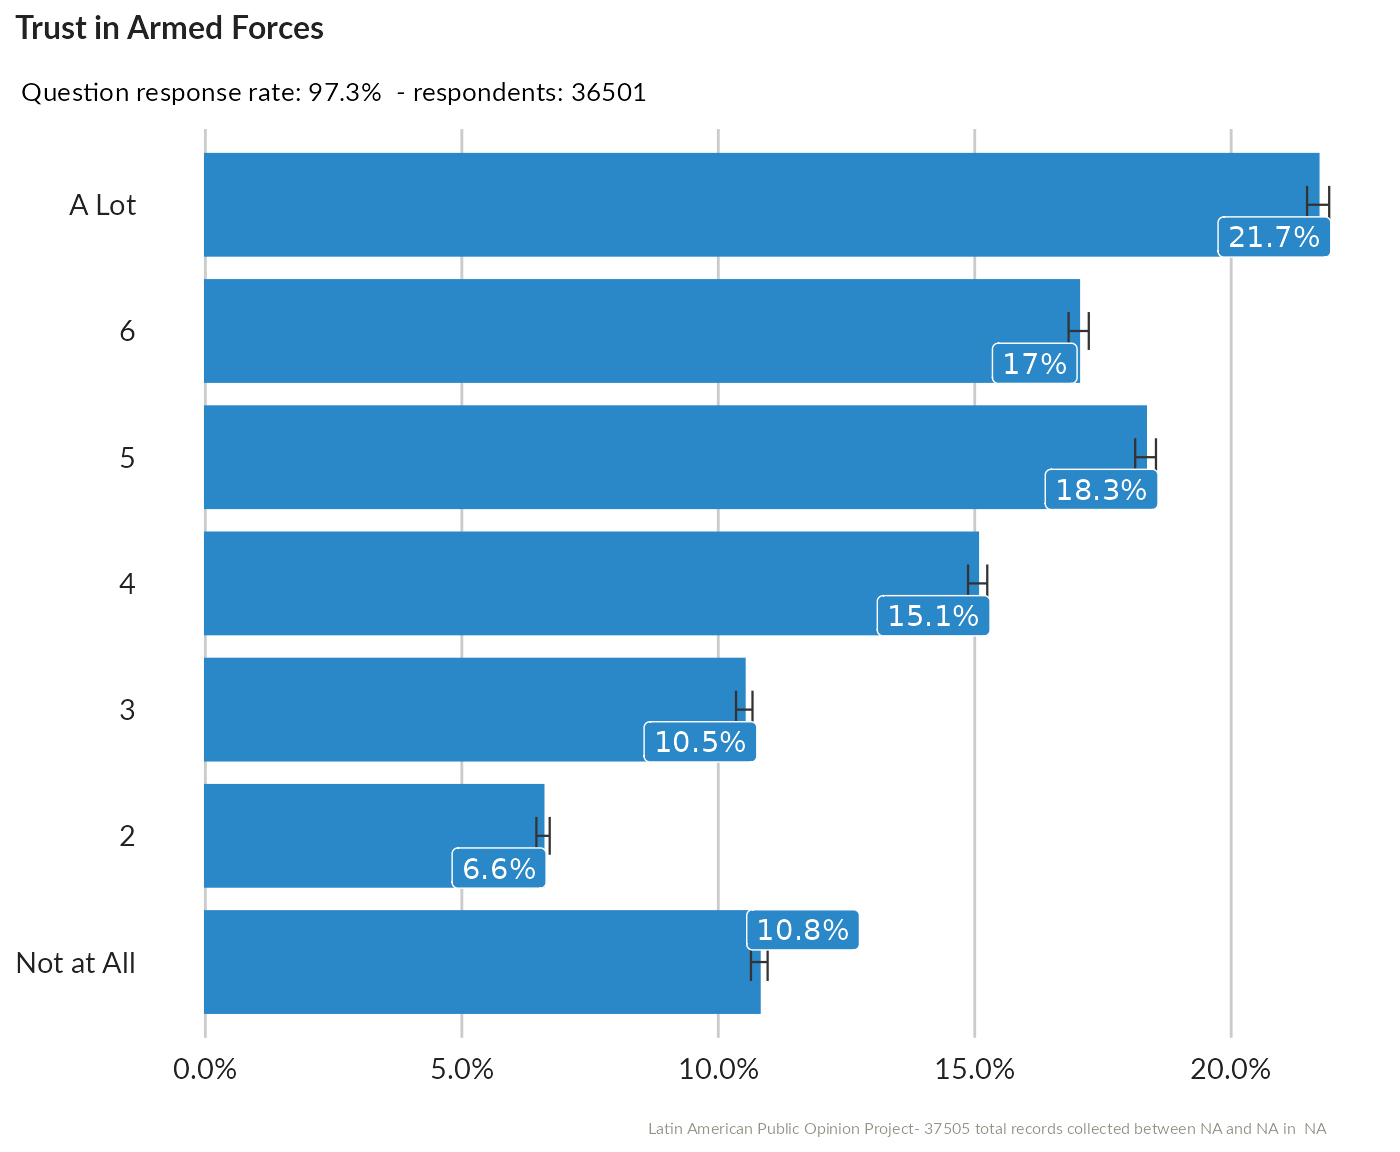 Trust in Armed Forces
Question response rate: 97.3%  - respondents: 36501
A Lot
21.7%
6
17%
5
18.3%
4
15.1%
3
10.5%
2
6.6%
Not at All
10.8%
0.0% 5.0% 10.0% 15.0% 20.0%
Latin American Public Opinion Project- 37505 total records collected between NA and NA in  NA